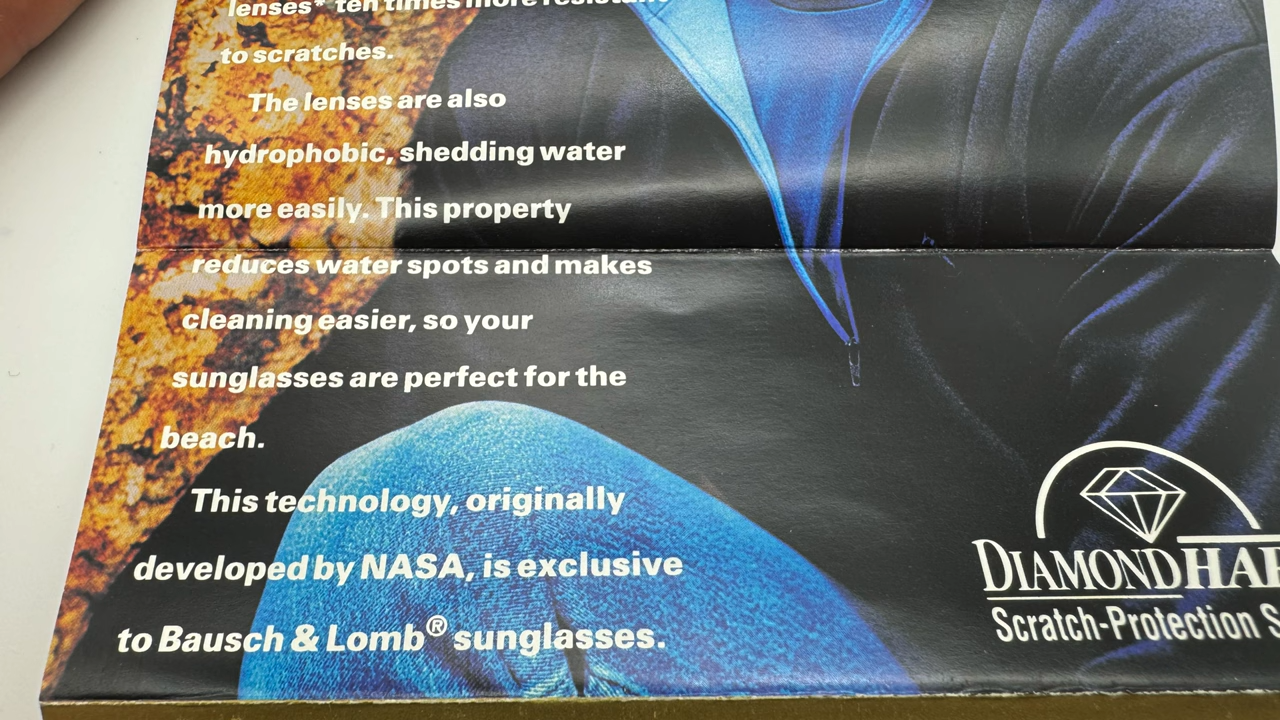 lenses* ten times more resistant
to scratches.
The lenses are also
hydrophobic, shedding water
more easily. This property
reduces water spots and makes
cleaning easier, so your
sunglasses are perfect for the
beach.
This technology, originally
developed by NASA, is exclusive
to Bausch & Lomb® sunglasses.
DIAMONDHAR
Scratch-Protection S